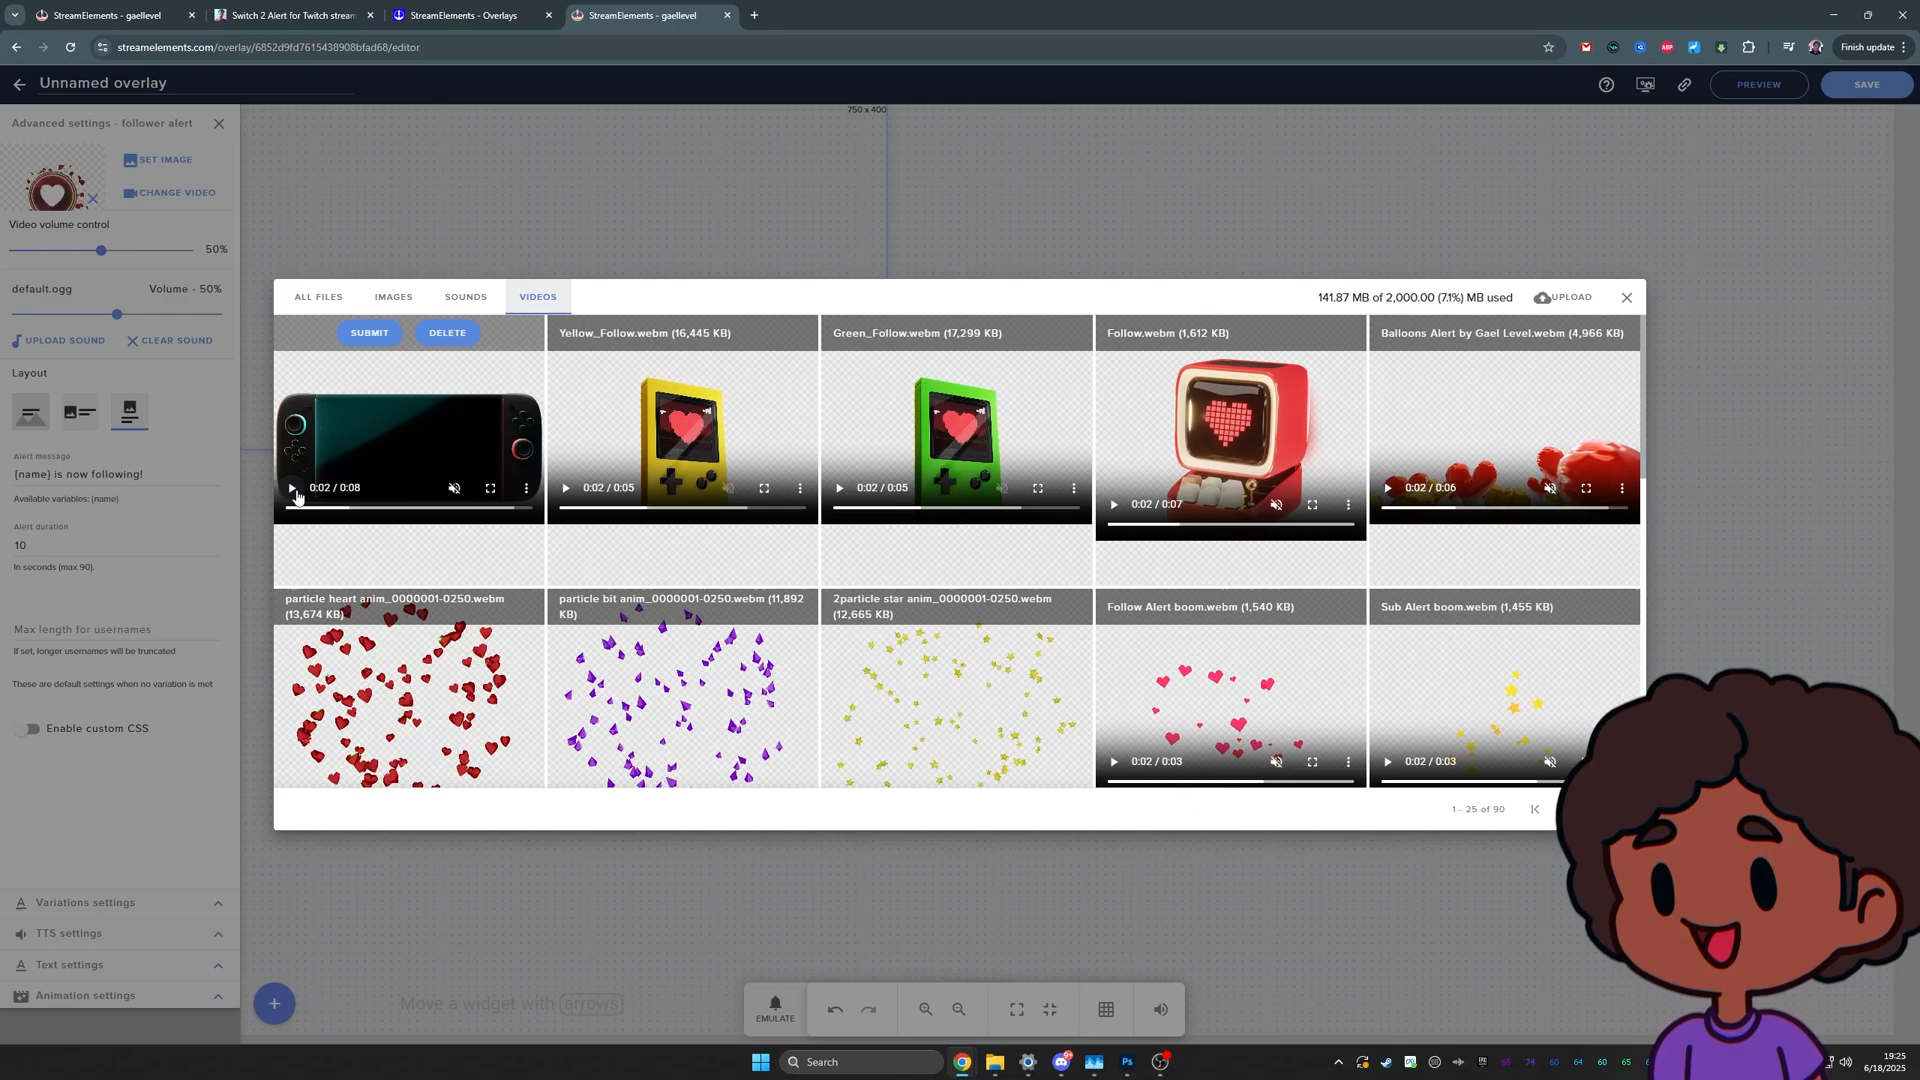 StreamElements - gaellevel
Switch 2 Alert for Twitch stream
StreamElements - Overlays
StreamElements - gaellevel
streamelements.com/overlay/6852d9fd7615438908bfad68/editor
ABP
Finish update
Unnamed overlay
PREVIEW
SAVE
750 x 400
Advanced settings - follower alert
SET IMAGE
CHANGE VIDEO
Video volume control
50%
default.ogg
Volume - 50%
UPLOAD SOUND
CLEAR SOUND
Layout
Alert message
{name} is now following!
Available variables: {name}
Alert duration
10
In seconds (max 90).
Max length for usernames
If set, longer usernames will be truncated
These are default settings when no variation is met
Enable custom CSS
Variations settings
TTS settings
Text settings
Animation settings
ALL FILES
IMAGES
SOUNDS
VIDEOS
141.87 MB of 2,000.00 (7.1%) MB used
UPLOAD
SUBMIT
DELETE
Yellow_Follow.webm (16,445 KB)
Green_Follow.webm (17,299 KB)
Follow.webm (1,612 KB)
Balloons Alert by Gael Level.webm (4,966 KB)
0:02 / 0:08
0:02 / 0:05
0:02 / 0:05
0:02 / 0:07
0:02 / 0:06
particle heart anim_0000001-0250.webm
(13,674 KB)
particle bit anim_0000001-0250.webm (11,892
KB)
2particle star anim_0000001-0250.webm
(12,665 KB)
Follow Alert boom.webm (1,540 KB)
Sub Alert boom.webm (1,455 KB)
0:02 / 0:03
0:02 / 0:03
1 - 25 of 90
Move a widget with arrows
EMULATE
Search
Ps
9+
65
74
60
64
60
65
19:25
6/18/2025